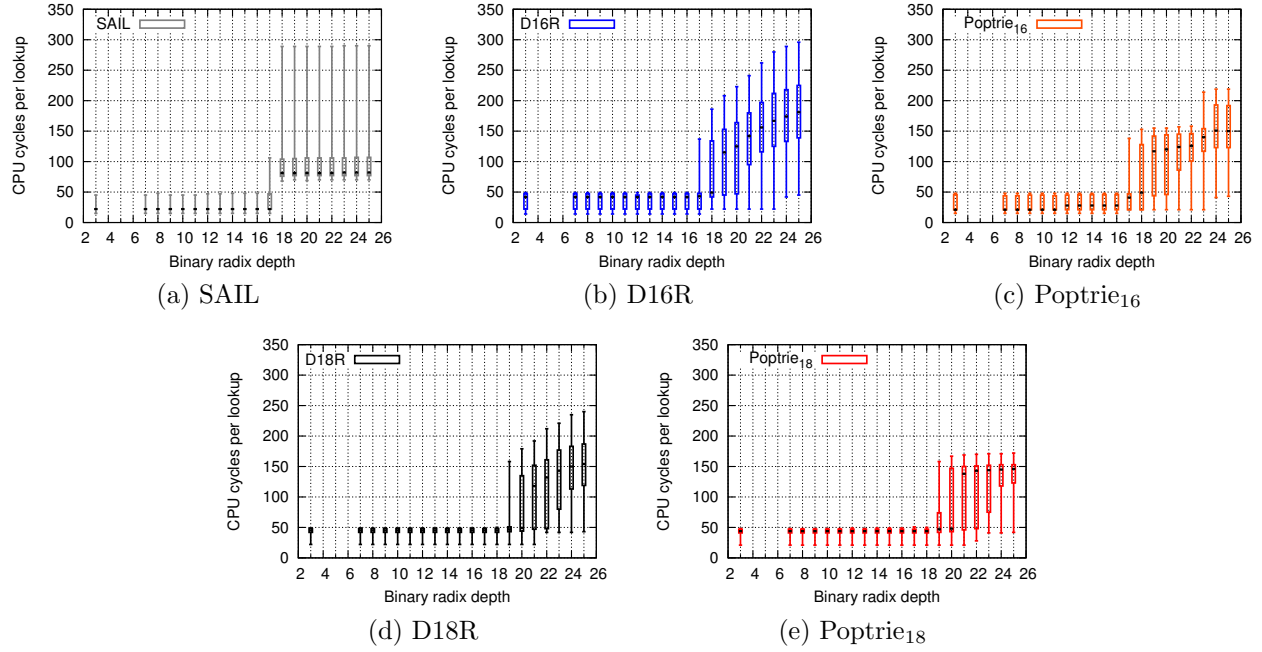 SAIL
350
300
250
200
150
100
50
0
CPU cycles per lookup
2 4 6 8 10 12 14 16 18 20 22 24 26
Binary radix depth
(a) SAIL
D16R
350
300
250
200
150
100
50
0
CPU cycles per lookup
2 4 6 8 10 12 14 16 18 20 22 24 26
Binary radix depth
(b) D16R
Poptrie16
350
300
250
200
150
100
50
0
CPU cycles per lookup
2 4 6 8 10 12 14 16 18 20 22 24 26
Binary radix depth
(c) Poptrie16
D18R
350
300
250
200
150
100
50
0
CPU cycles per lookup
2 4 6 8 10 12 14 16 18 20 22 24 26
Binary radix depth
(d) D18R
Poptrie18
350
300
250
200
150
100
50
0
CPU cycles per lookup
2 4 6 8 10 12 14 16 18 20 22 24 26
Binary radix depth
(e) Poptrie18